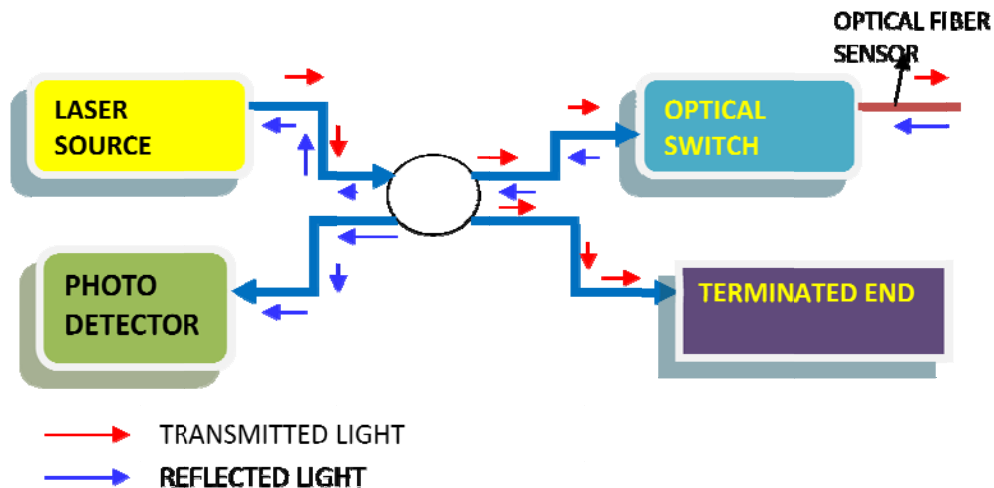 OPTICAL FIBER
SENSOR
LASER
SOURCE
OPTICAL
SWITCH
PHOTO
DETECTOR
TERMINATED END
TRANSMITTED LIGHT
REFLECTED LIGHT